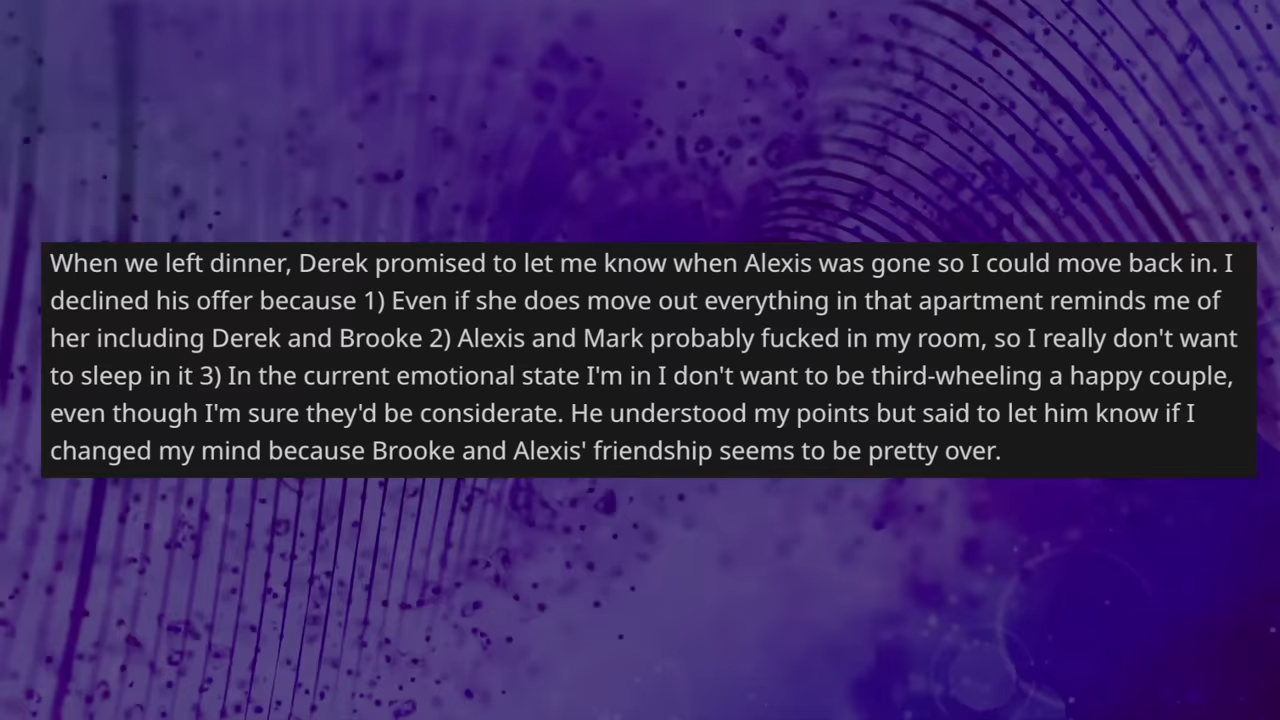 When we left dinner, Derek promised to let me know when Alexis was gone so I could move back in. I
declined his offer because 1) Even if she does move out everything in that apartment reminds me of
her including Derek and Brooke 2) Alexis and Mark probably fucked in my room, so I really don't want
to sleep in it 3) In the current emotional state I'm in I don't want to be third-wheeling a happy couple,
even though I'm sure they'd be considerate. He understood my points but said to let him know if I
changed my mind because Brooke and Alexis' friendship seems to be pretty over.